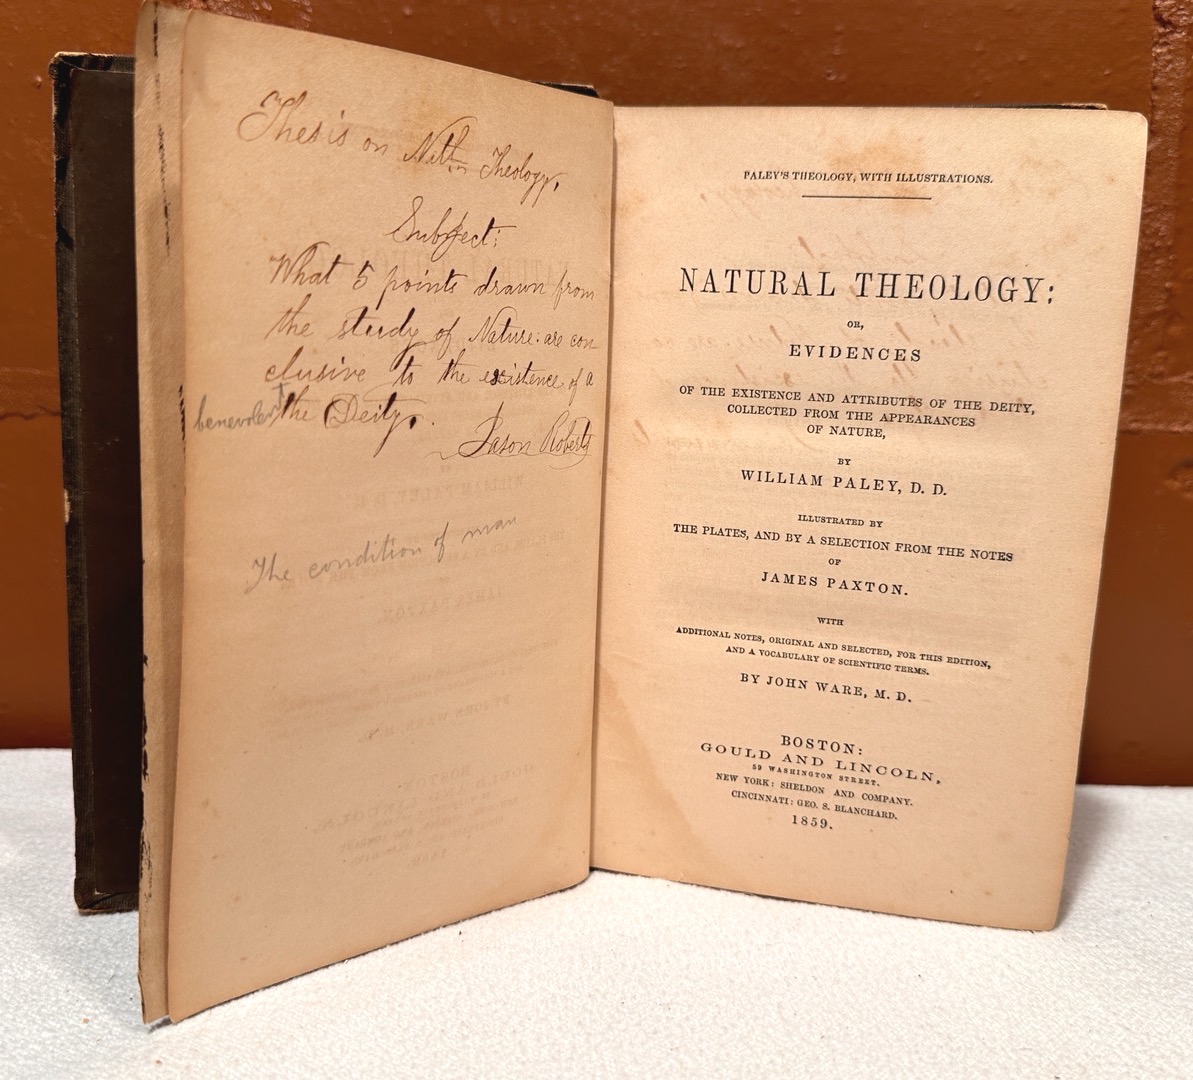 Thesis on Theology,
Subject:
What 5 points drawn from
the study of Nature: are con
clusive to the existence of a
benevolent the Deity.
Jason Roberts
The condition of man
PALEY'S THEOLOGY, WITH ILLUSTRATIONS.
NATURAL THEOLOGY:
OR,
EVIDENCES
OF THE EXISTENCE AND ATTRIBUTES OF THE DEITY,
COLLECTED FROM THE APPEARANCES
OF NATURE,
BY
WILLIAM PALEY, D. D.
ILLUSTRATED BY
THE PLATES, AND BY A SELECTION FROM THE NOTES
OF
JAMES PAXTON.
WITH
ADDITIONAL NOTES, ORIGINAL AND SELECTED, FOR THIS EDITION,
AND A VOCABULARY OF SCIENTIFIC TERMS.
BY JOHN WARE, M. D.
BOSTON:
GOULD AND LINCOLN,
59 WASHINGTON STREET.
NEW YORK: SHELDON AND COMPANY.
CINCINNATI: GEO. S. BLANCHARD.
1859.